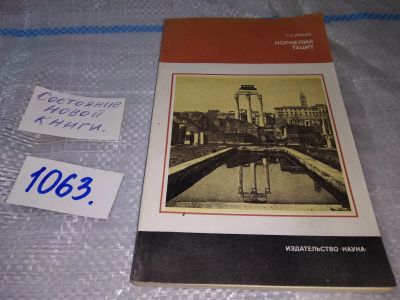 Состояние
новой
книги.
1063.
КОРНЕЛИЙ
ТАЦИТ
ИЗДАТЕЛЬСТВО «НАУКА»